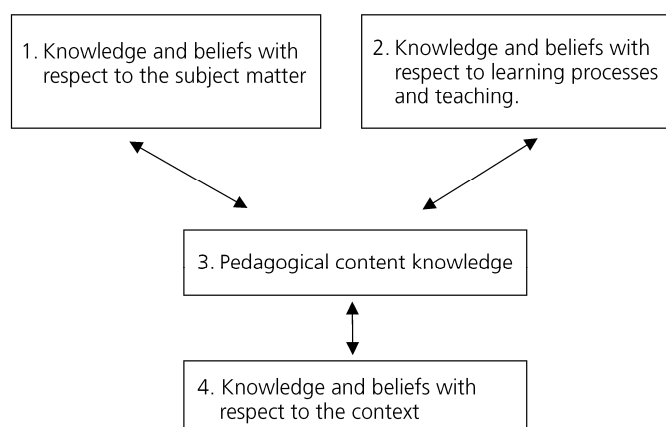 1. Knowledge and beliefs with
respect to the subject matter
2. Knowledge and beliefs with
respect to learning processes
and teaching.
3. Pedagogical content knowledge
4. Knowledge and beliefs with
respect to the context